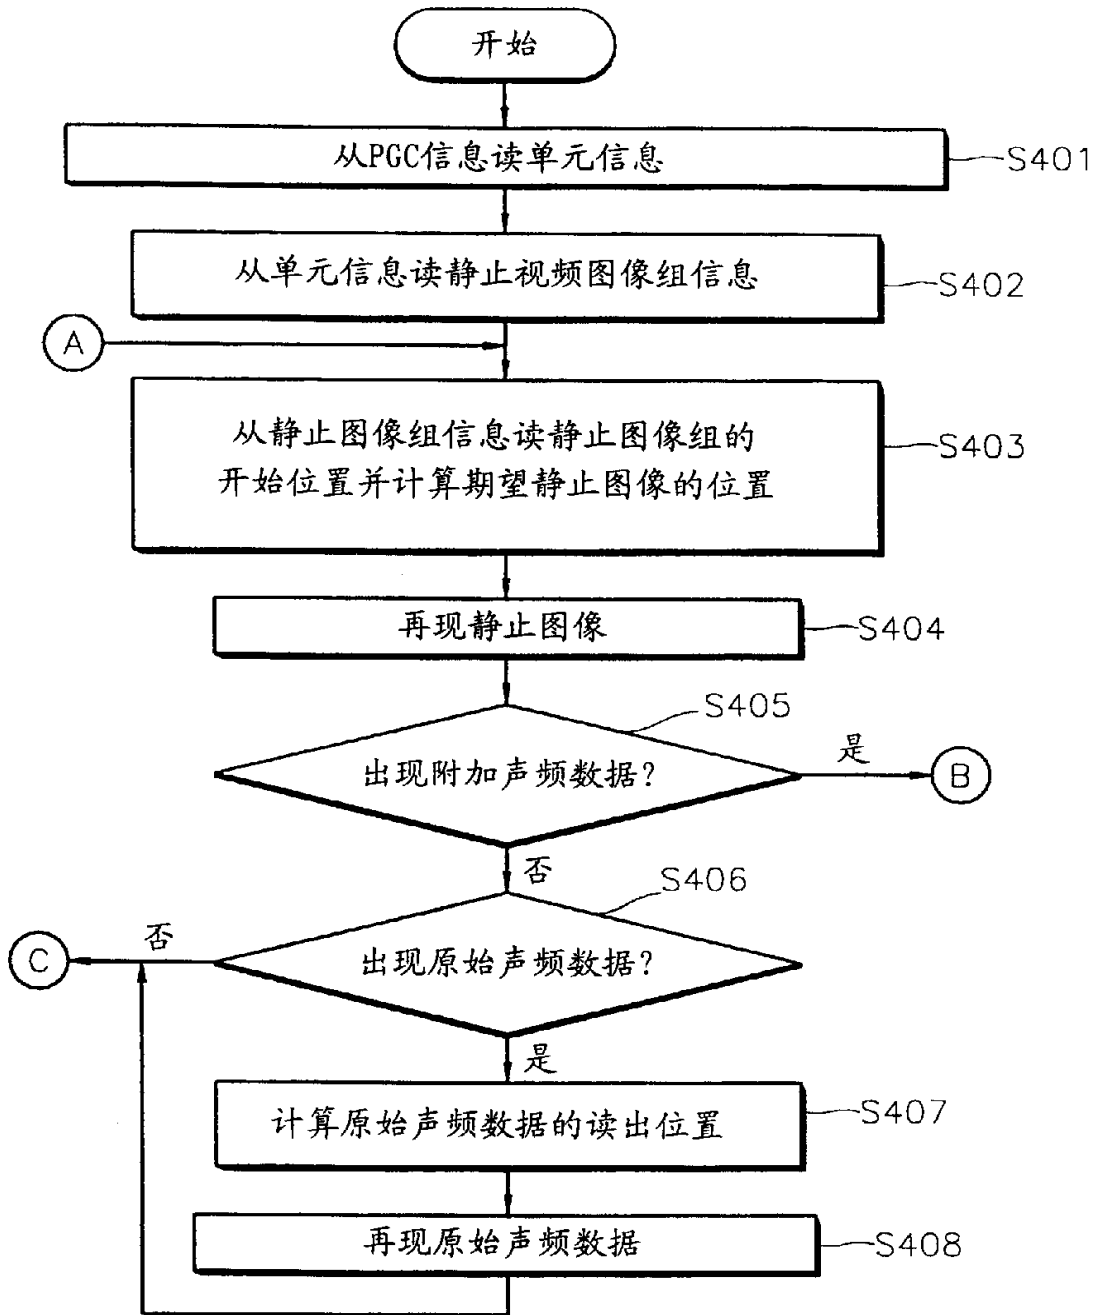 开始
从PGC信息读单元信息
S401
从单元信息读静止视频图像组信息
S402
A
从静止图像组信息读静止图像组的
开始位置并计算期望静止图像的位置
S403
再现静止图像
S404
S405
出现附加声频数据?
是
B
否
S406
出现原始声频数据?
否
C
是
计算原始声频数据的读出位置
S407
再现原始声频数据
S408